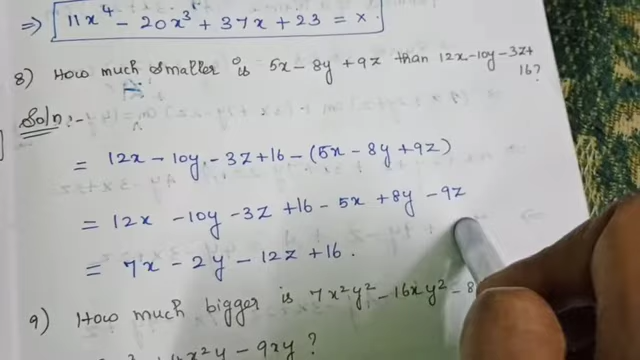 ⇒ 11x⁴ - 20x³ + 37x + 23 = x.
8) How much smaller is 5x - 8y + 9z than 12x - 10y - 3z +
16?
Soln :-
= 12x - 10y - 3z + 16 - (5x - 8y + 9z)
= 12x - 10y - 3z + 16 - 5x + 8y - 9z
= 7x - 2y - 12z + 16.
9) How much bigger is 7x²y² - 16xy² - 8
x²y - 9xy?